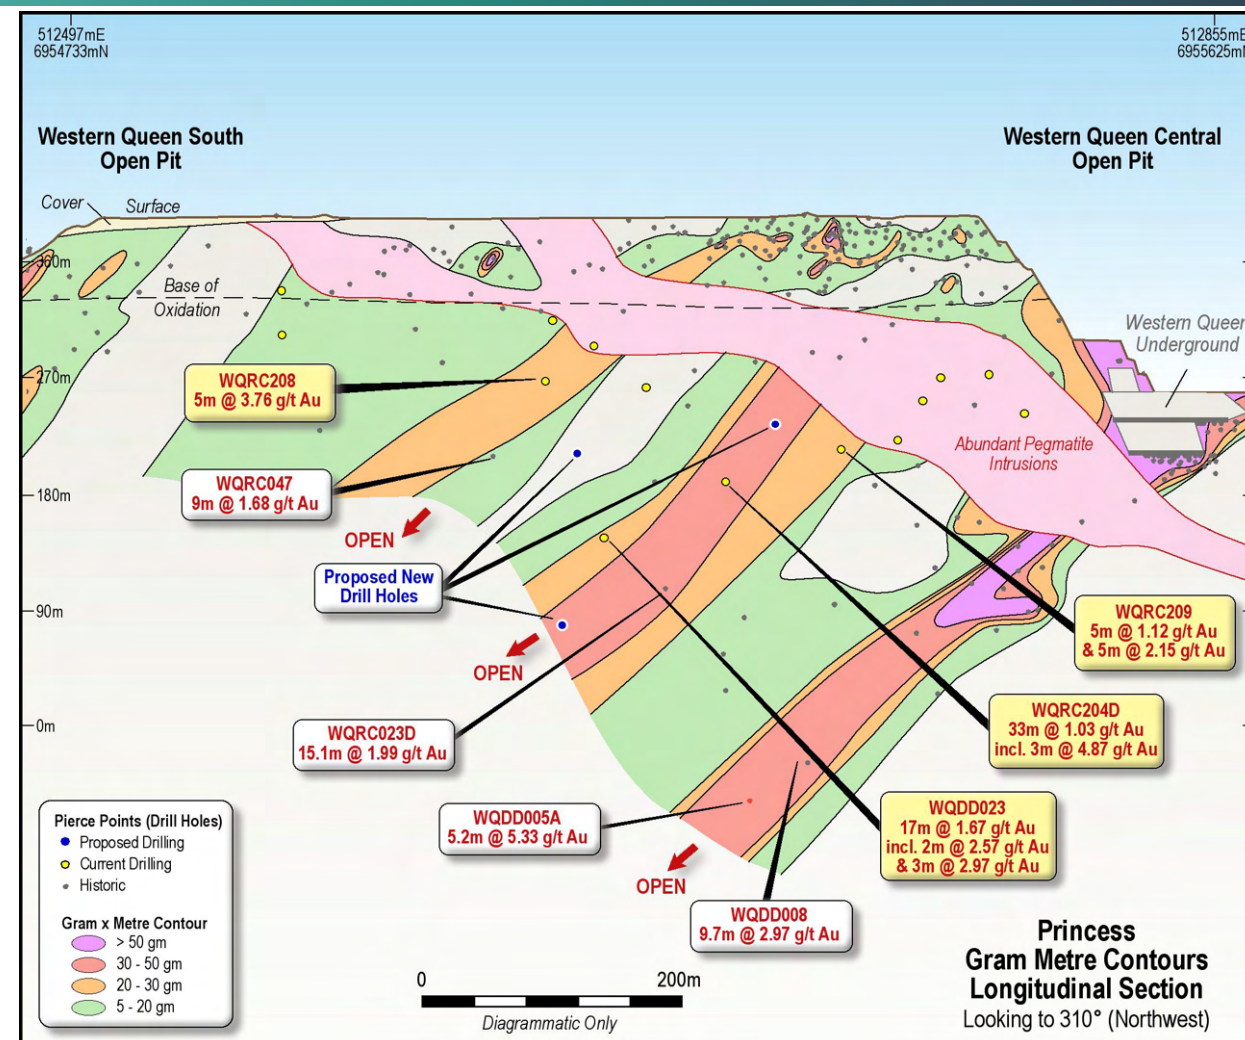 512497mE
6954733mN
512855mE
6955625mN
Western Queen South
Open Pit
Western Queen Central
Open Pit
Cover
Surface
360m
Base of
Oxidation
Western Queen
Underground
270m
WQRC208
5m @ 3.76 g/t Au
Abundant Pegmatite
Intrusions
WQRC047
9m @ 1.68 g/t Au
180m
OPEN
Proposed New
Drill Holes
90m
WQRC209
5m @ 1.12 g/t Au
& 5m @ 2.15 g/t Au
OPEN
0m
WQRC204D
33m @ 1.03 g/t Au
incl. 3m @ 4.87 g/t Au
WQRC023D
15.1m @ 1.99 g/t Au
WQDD005A
5.2m @ 5.33 g/t Au
WQDD023
17m @ 1.67 g/t Au
incl. 2m @ 2.57 g/t Au
& 3m @ 2.97 g/t Au
OPEN
WQDD008
9.7m @ 2.97 g/t Au
Pierce Points (Drill Holes)
Proposed Drilling
Current Drilling
Historic
Gram x Metre Contour
> 50 gm
30 - 50 gm
20 - 30 gm
5 - 20 gm
0
200m
Diagrammatic Only
Princess
Gram Metre Contours
Longitudinal Section
Looking to 310° (Northwest)